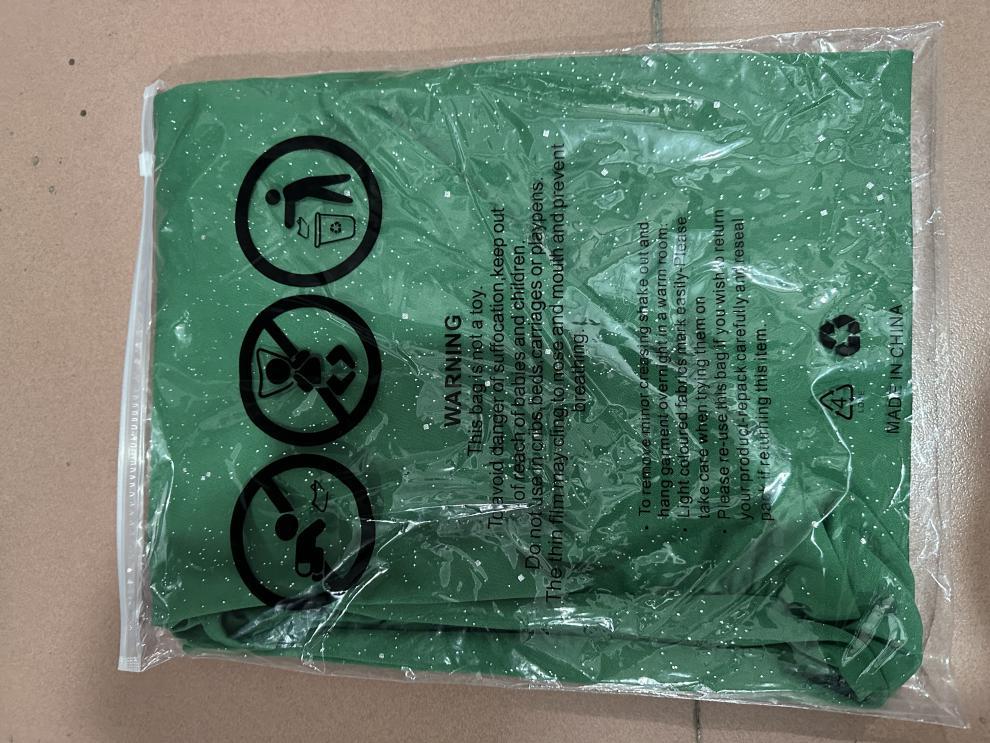 WARNING
This bag is not a toy.
To avoid danger of suffocation,keep out
of reach of babies and children
Do not use in cribs, beds, carriages or playpens.
The thin film may cling to nose and mouth and prevent
breathing.
• To remove minor creasing shake out and
hang garment overnight in a warm room:
• Light coloured fabrics mark easily-Please
take care when trying them on
• Please re-use this bag if you wish to return
your product-repack carefully and reseal
pack if returning this item.
4
MADE IN CHINA